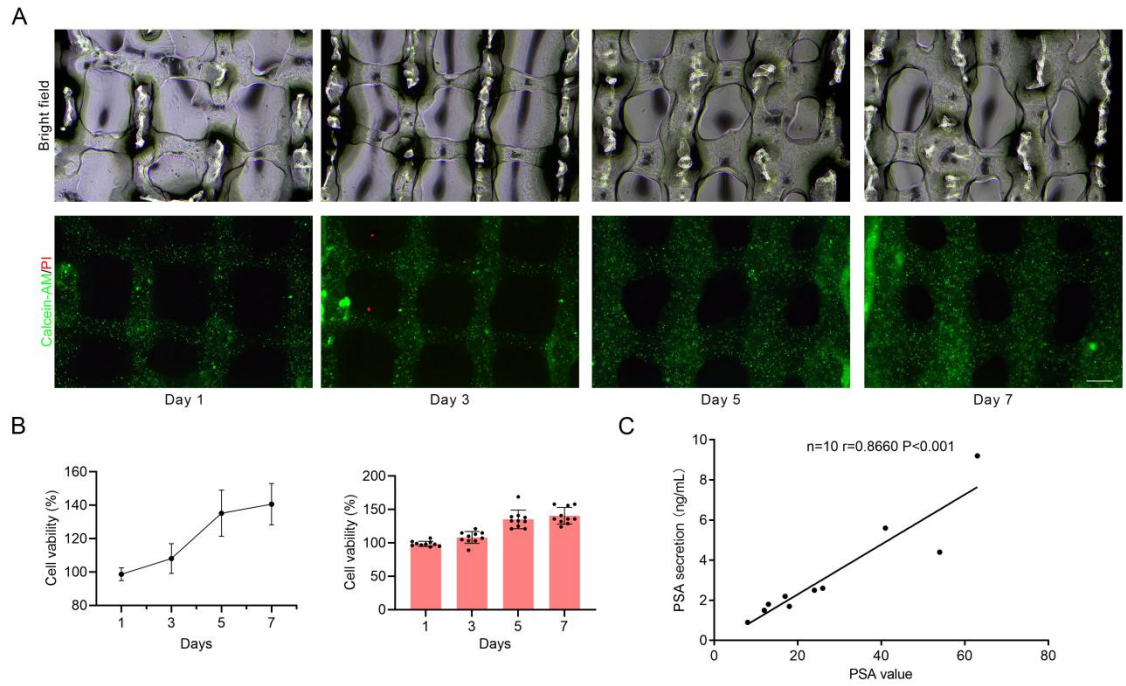 A
Bright field
Calcein-AM/PI
Day 1
Day 3
Day 5
Day 7
B
Cell vability (%)
160
140
120
100
80
1
3
5
7
Days
Cell vability (%)
200
150
100
50
0
1
3
5
7
Days
C
n=10 r=0.8660 P<0.001
PSA secretion (ng/mL)
10
8
6
4
2
0
0
20
40
60
80
PSA value